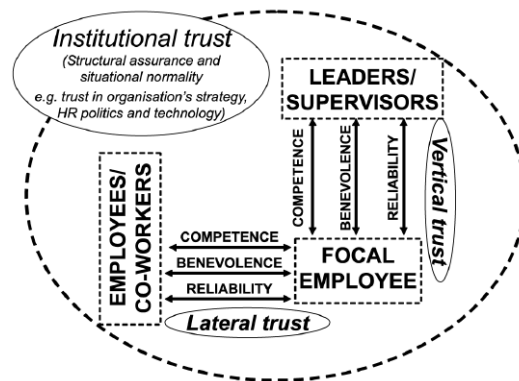 Institutional trust
(Structural assurance and
situational normality
e.g. trust in organisation's strategy,
HR politics and technology)
LEADERS/
SUPERVISORS
COMPETENCE
BENEVOLENCE
RELIABILITY
Vertical trust
EMPLOYEES/
CO-WORKERS
COMPETENCE
BENEVOLENCE
RELIABILITY
FOCAL
EMPLOYEE
Lateral trust